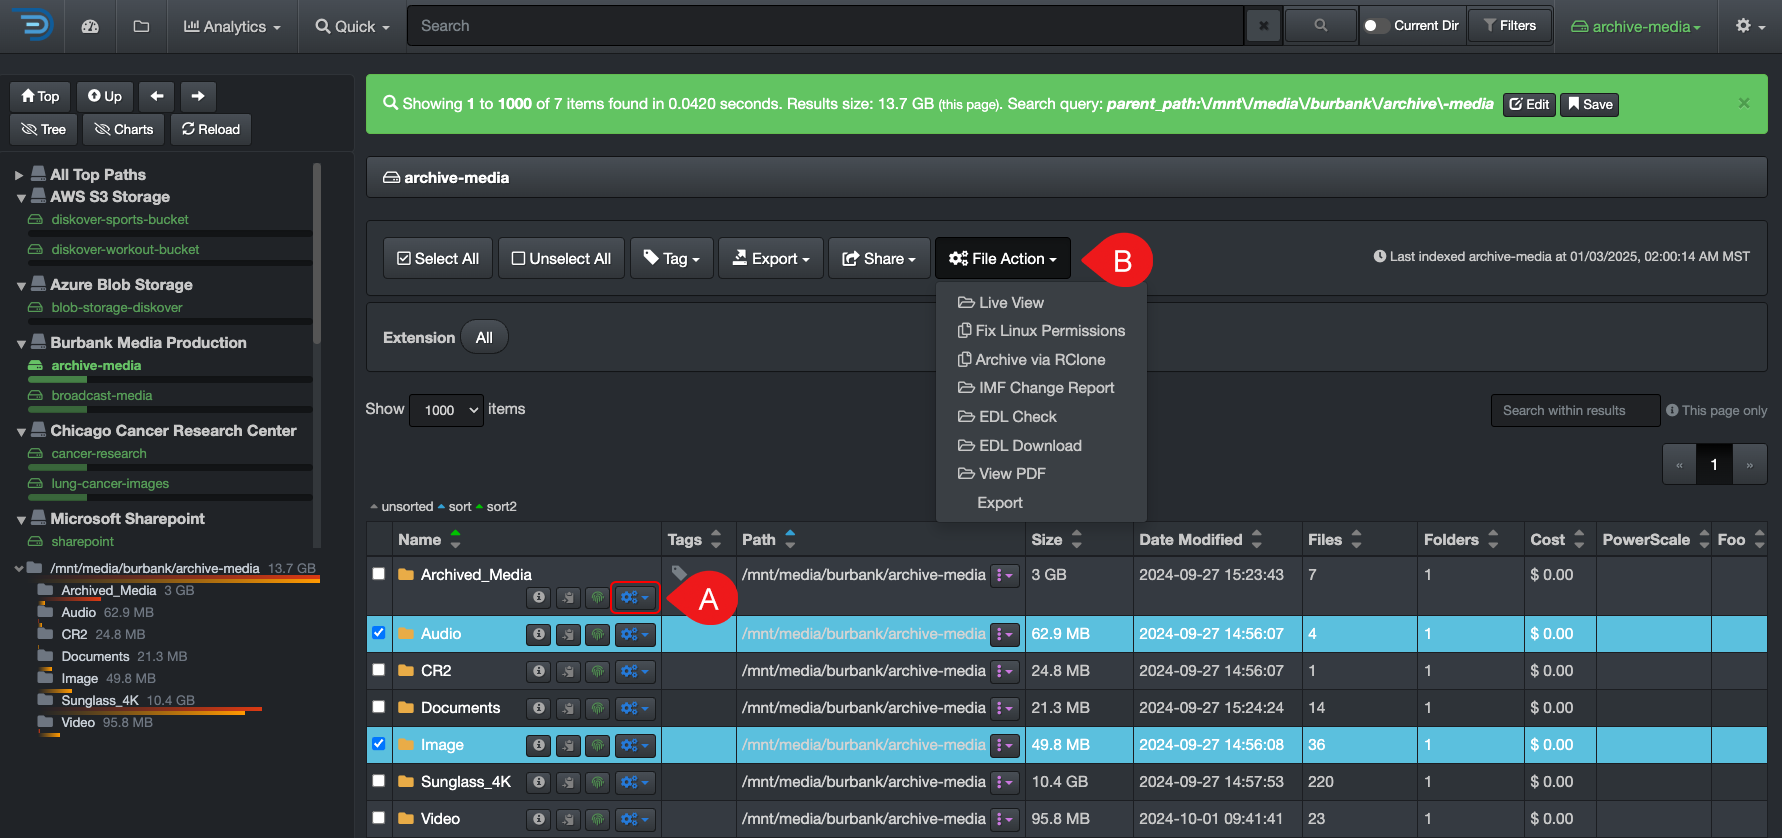 Analytics
Quick
Search
Current Dir
Filters
archive-media
Top
Up
Tree
Charts
Reload
All Top Paths
AWS S3 Storage
diskover-sports-bucket
diskover-workout-bucket
Azure Blob Storage
blob-storage-diskover
Burbank Media Production
archive-media
broadcast-media
Chicago Cancer Research Center
cancer-research
lung-cancer-images
Microsoft Sharepoint
sharepoint
/mnt/media/burbank/archive-media 13.7 GB
Archived_Media 3 GB
Audio 62.9 MB
CR2 24.8 MB
Documents 21.3 MB
Image 49.8 MB
Sunglass_4K 10.4 GB
Video 95.8 MB
Showing 1 to 1000 of 7 items found in 0.0420 seconds. Results size: 13.7 GB (this page). Search query: parent_path:\/mnt\/media\/burbank\/archive\-media Edit Save
archive-media
Select All Unselect All Tag Export Share File Action B
Last indexed archive-media at 01/03/2025, 02:00:14 AM MST
Live View
Fix Linux Permissions
Archive via RClone
IMF Change Report
EDL Check
EDL Download
View PDF
Export
Extension All
Show 1000 items
Search within results This page only
« 1 »
unsorted sort sort2
Name Tags Path Size Date Modified Files Folders Cost PowerScale Foo
Archived_Media /mnt/media/burbank/archive-media 3 GB 2024-09-27 15:23:43 7 1 $ 0.00
A
Audio /mnt/media/burbank/archive-media 62.9 MB 2024-09-27 14:56:07 4 1 $ 0.00
CR2 /mnt/media/burbank/archive-media 24.8 MB 2024-09-27 14:56:07 1 1 $ 0.00
Documents /mnt/media/burbank/archive-media 21.3 MB 2024-09-27 15:24:24 14 1 $ 0.00
Image /mnt/media/burbank/archive-media 49.8 MB 2024-09-27 14:56:08 36 1 $ 0.00
Sunglass_4K /mnt/media/burbank/archive-media 10.4 GB 2024-09-27 14:57:53 220 1 $ 0.00
Video /mnt/media/burbank/archive-media 95.8 MB 2024-10-01 09:41:41 23 1 $ 0.00